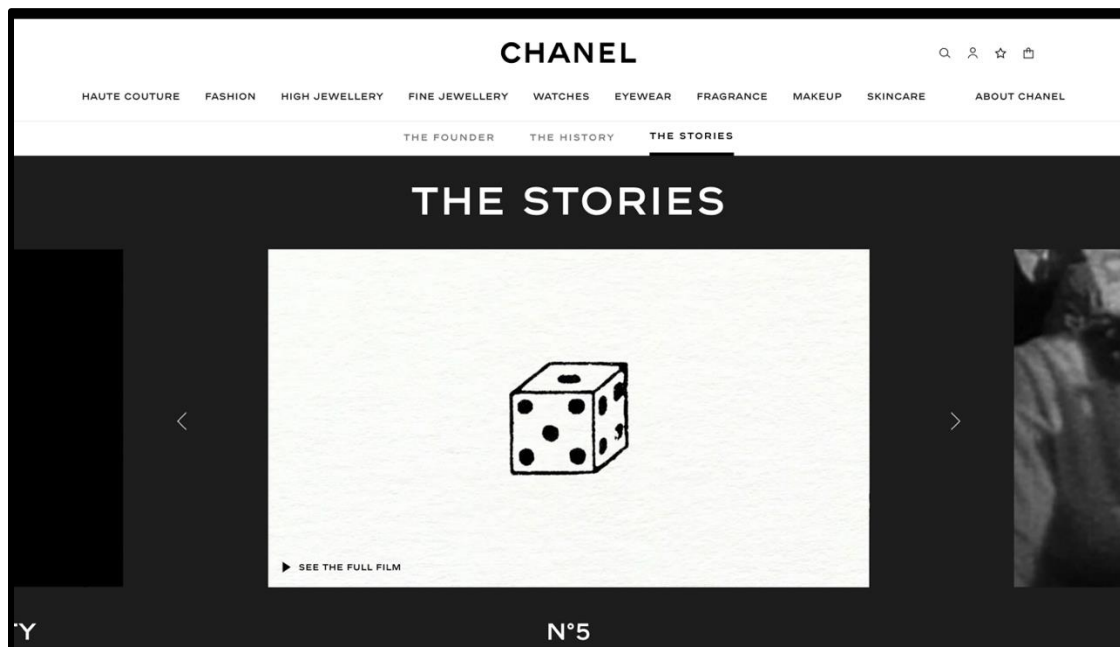 CHANEL
HAUTE COUTURE FASHION HIGH JEWELLERY FINE JEWELLERY WATCHES EYEWEAR FRAGRANCE MAKEUP SKINCARE ABOUT CHANEL
THE FOUNDER THE HISTORY THE STORIES
THE STORIES
SEE THE FULL FILM
TY N°5